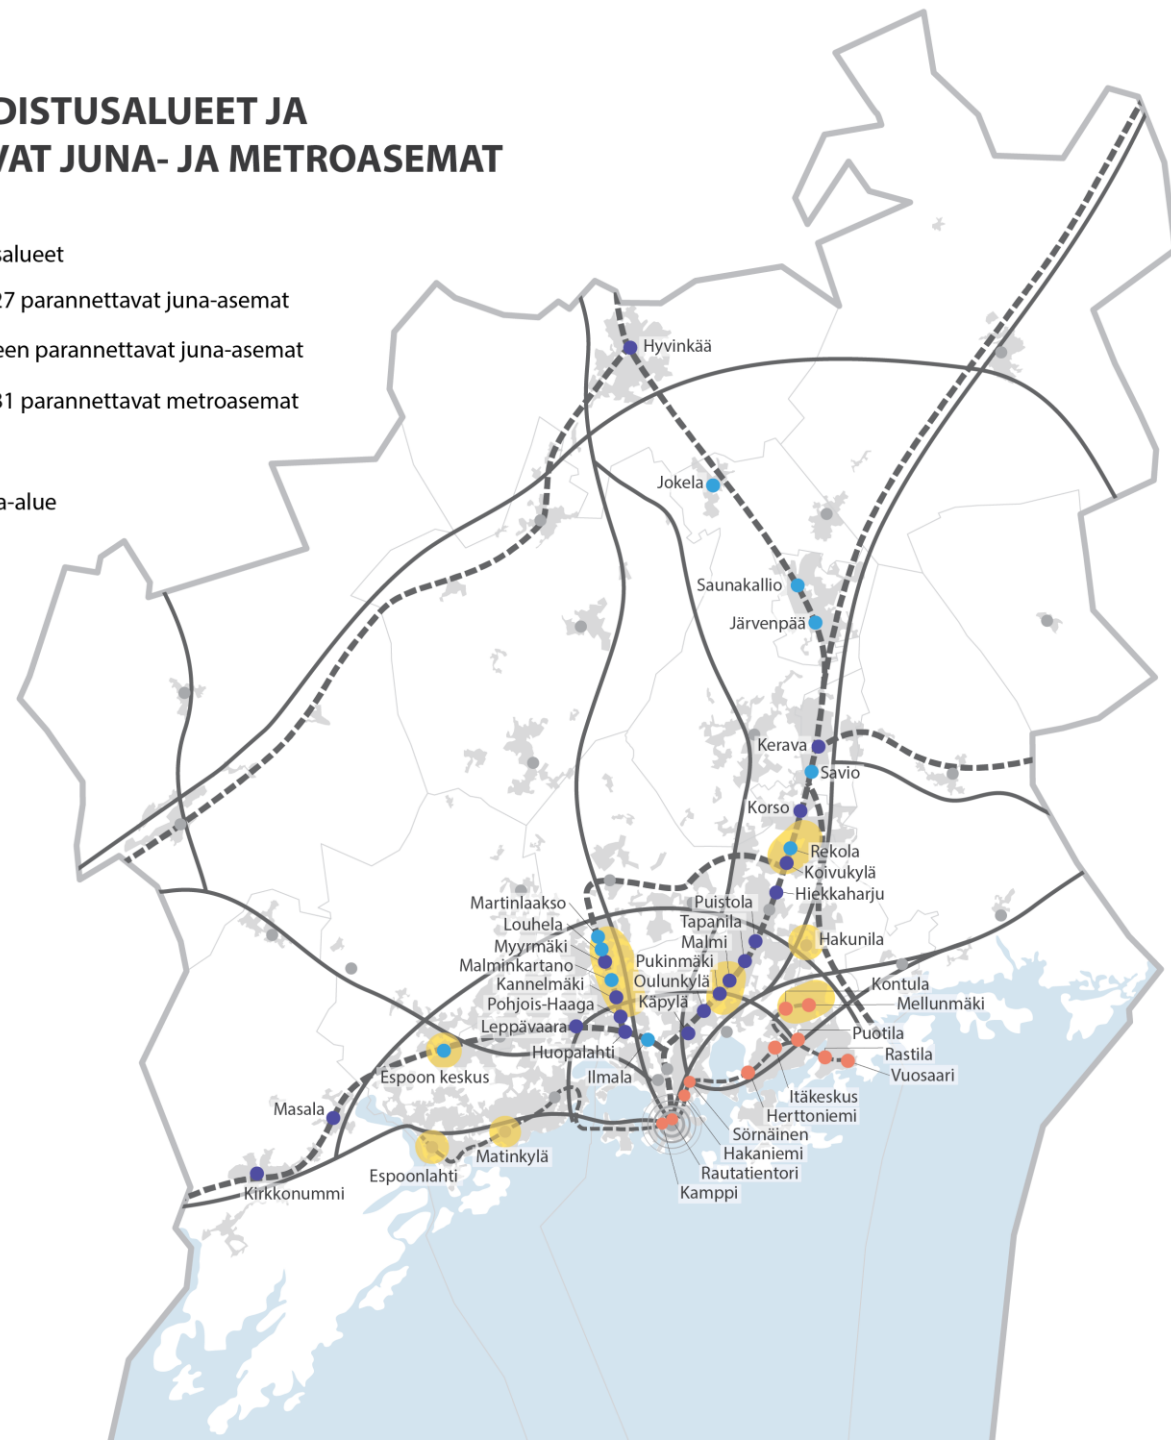 DISTUSALUEET JA
VAT JUNA- JA METROASEMAT
salueet
27 parannettavat juna-asemat
een parannettavat juna-asemat
31 parannettavat metroasemat
a-alue
Hyvinkää
Jokela
Saunakallio
Järvenpää
Kerava
Savio
Korso
Rekola
Koivukylä
Hiekkaharju
Martinlaakso
Puistola
Louhela
Tapanila
Myyrmäki
Malmi
Hakunila
Malminkartano
Pukinmäki
Kannelmäki
Oulunkylä
Kontula
Pohjois-Haaga
Käpylä
Mellunmäki
Leppävaara
Puotila
Huopalahti
Rastila
Ilmala
Vuosaari
Espoon keskus
Itäkeskus
Masala
Herttoniemi
Sörnäinen
Matinkylä
Hakaniemi
Espoonlahti
Rautatientori
Kirkkonummi
Kamppi